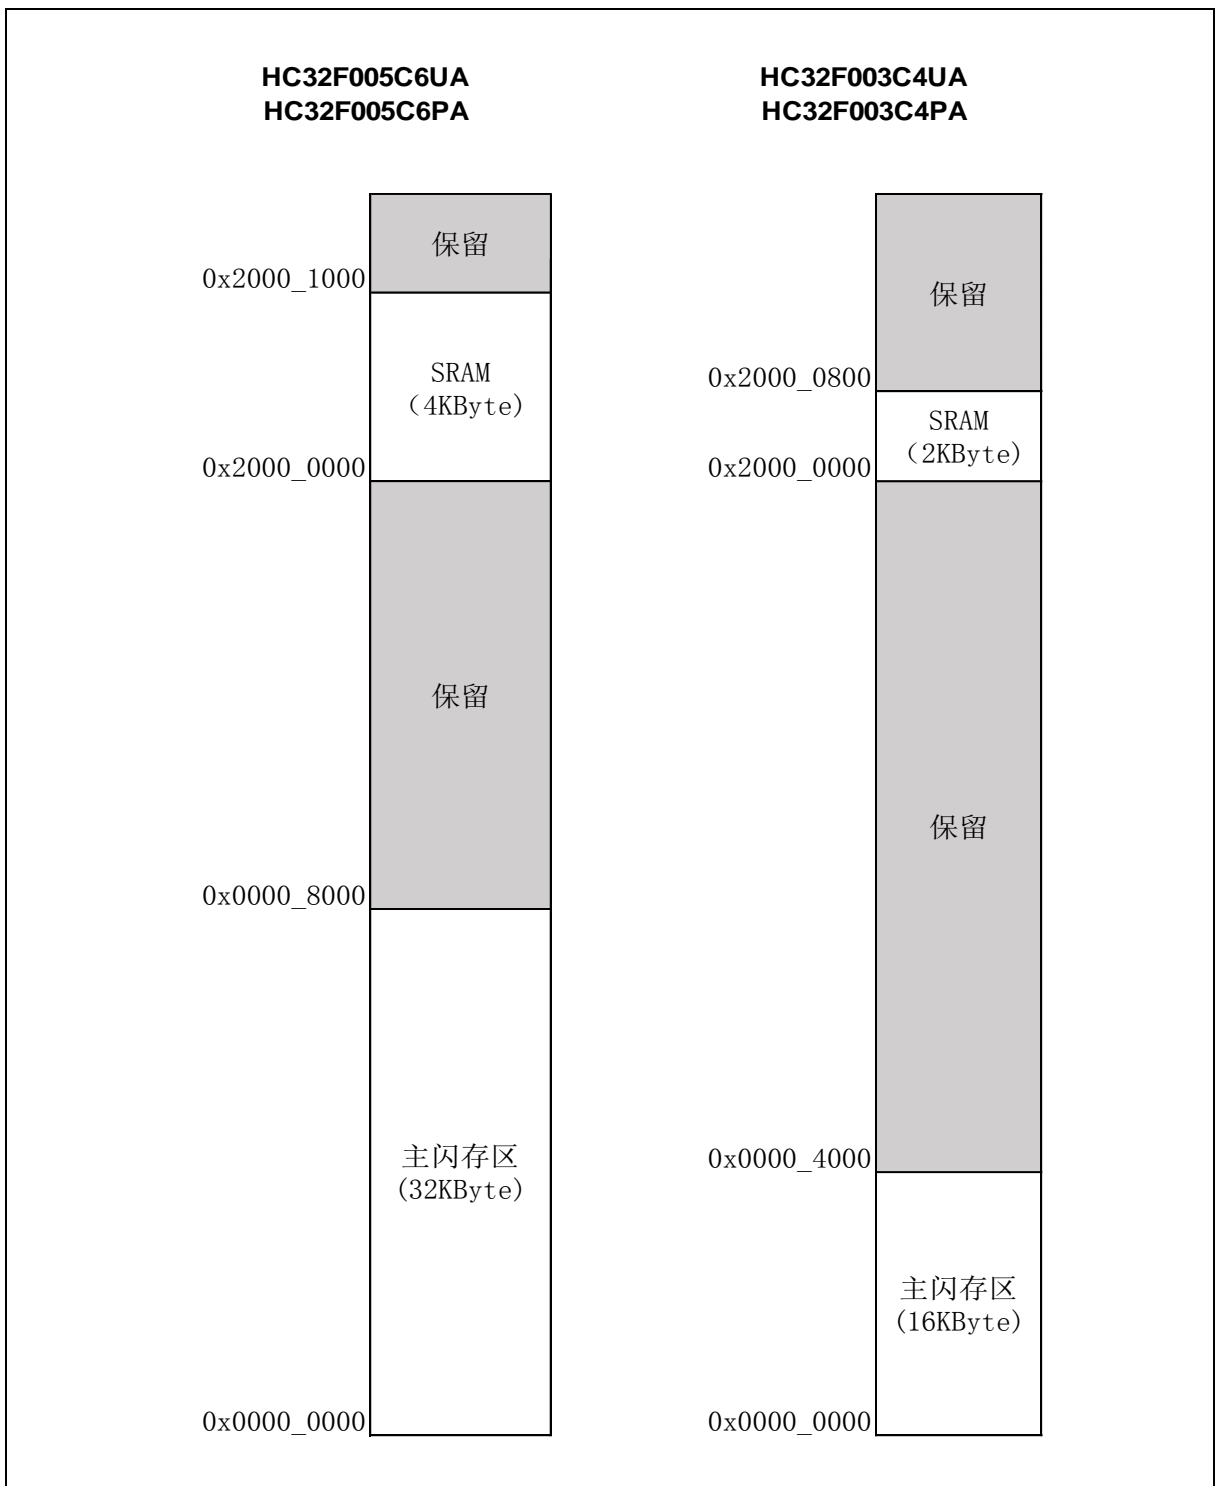 HC32F005C6UA
HC32F005C6PA
保留
0x2000_1000
SRAM
（4KByte)
0x2000_0000
保留
0x0000_8000
主闪存区
(32KByte)
0x0000_0000
HC32F003C4UA
HC32F003C4PA
保留
0x2000_0800
SRAM
（2KByte)
0x2000_0000
保留
0x0000_4000
主闪存区
(16KByte)
0x0000_0000